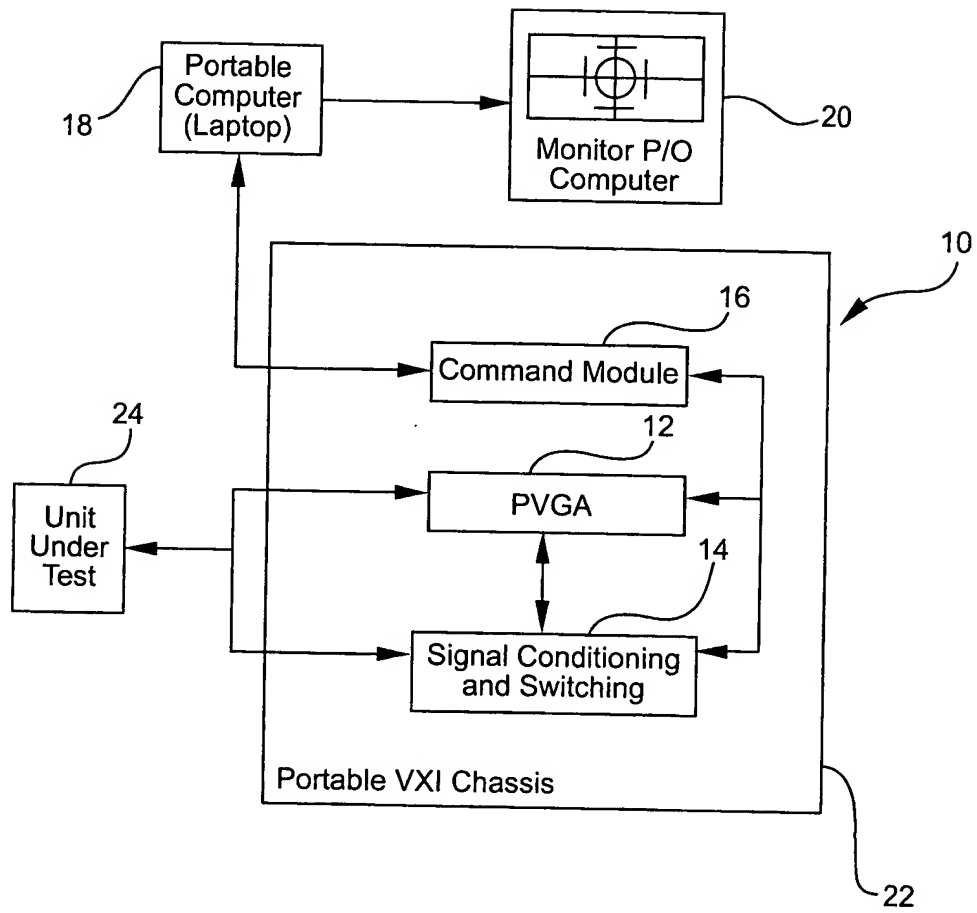 18
Portable
Computer
(Laptop)
Monitor P/O
Computer
20
10
16
Command Module
24
Unit
Under
Test
12
PVGA
14
Signal Conditioning
and Switching
Portable VXI Chassis
22